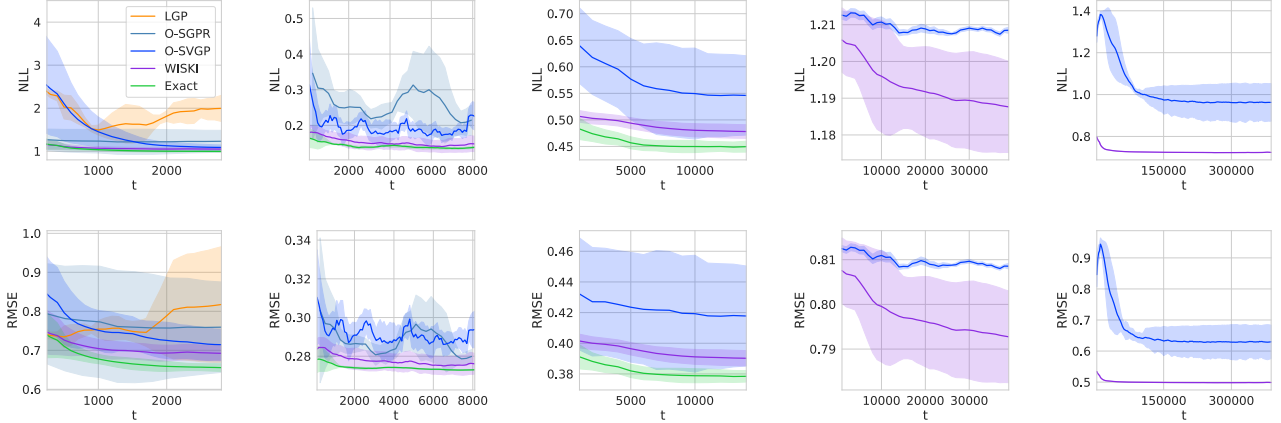 4
3
2
1
NLL
1000
2000
t
LGP
O-SGPR
O-SVGP
WISKI
Exact
0.5
0.4
0.3
0.2
NLL
2000
4000
6000
8000
t
0.70
0.65
0.60
0.55
0.50
0.45
NLL
5000
10000
t
1.21
1.20
1.19
1.18
NLL
10000
20000
30000
t
1.4
1.2
1.0
0.8
NLL
150000
300000
t
1.0
0.9
0.8
0.7
0.6
RMSE
1000
2000
t
0.34
0.32
0.30
0.28
RMSE
2000
4000
6000
8000
t
0.46
0.44
0.42
0.40
0.38
RMSE
5000
10000
t
0.81
0.80
0.79
RMSE
10000
20000
30000
t
0.9
0.8
0.7
0.6
0.5
RMSE
150000
300000
t